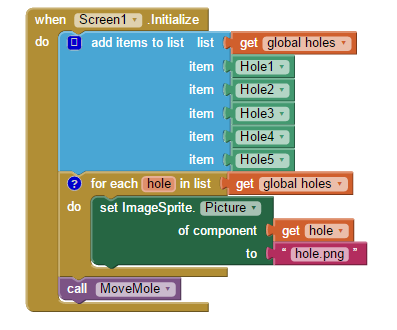 when Screen1 .Initialize
do add items to list list get global holes
item Hole1
item Hole2
item Hole3
item Hole4
item Hole5
? for each hole in list get global holes
do set ImageSprite. Picture
of component get hole
to “ hole.png ”
call MoveMole